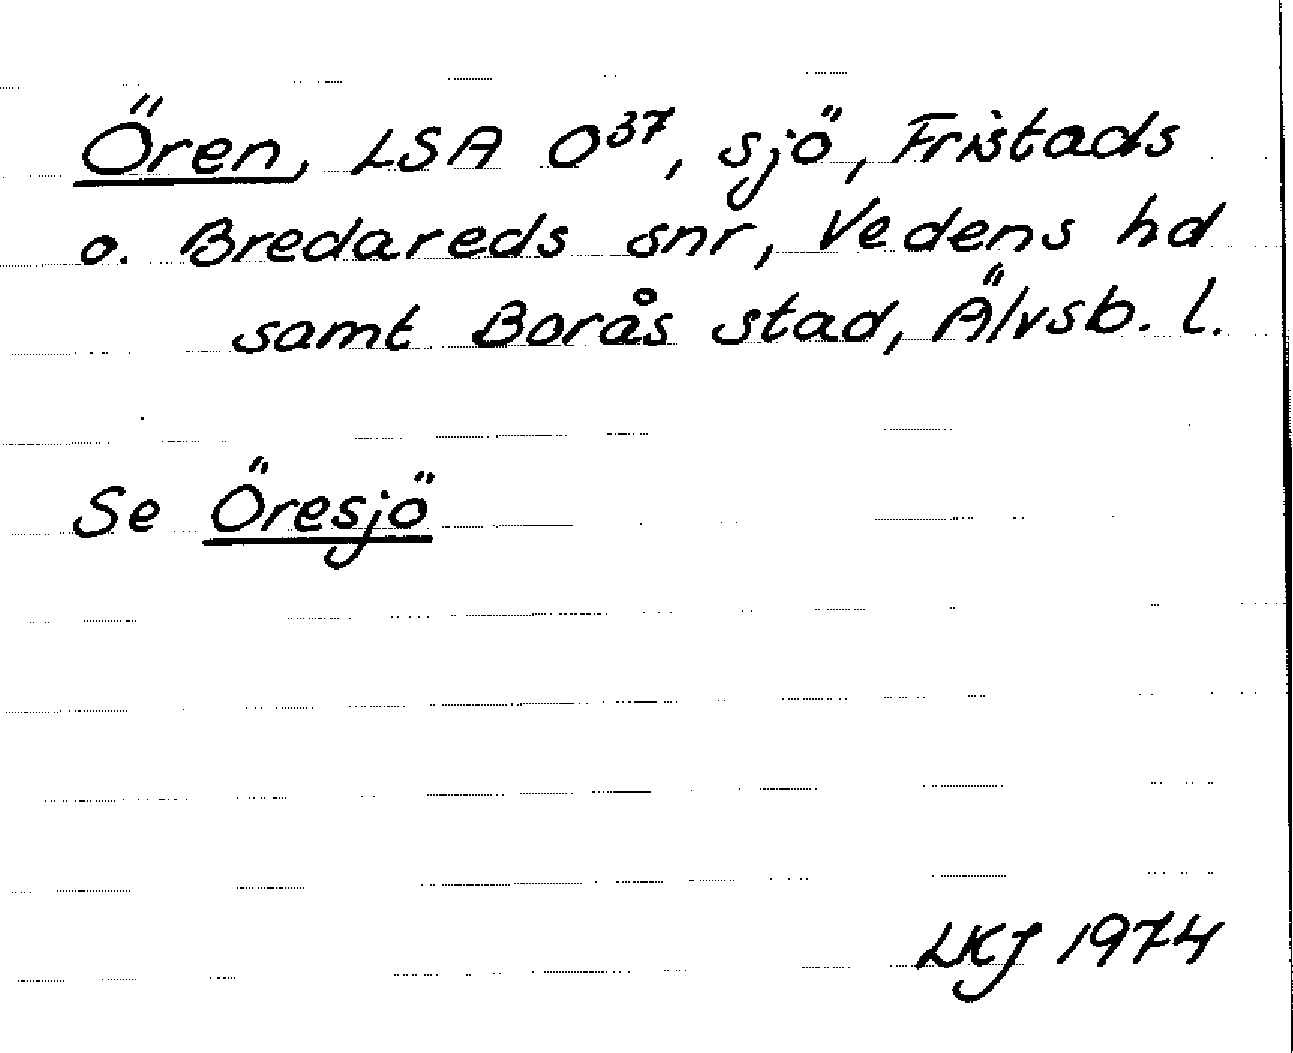 Ören, LSA O³⁷, sjö, Fristads
o. Bredareds snr, Vedens hd
samt Borås stad, Älvsb. l.
Se Öresjö
LKJ 1974